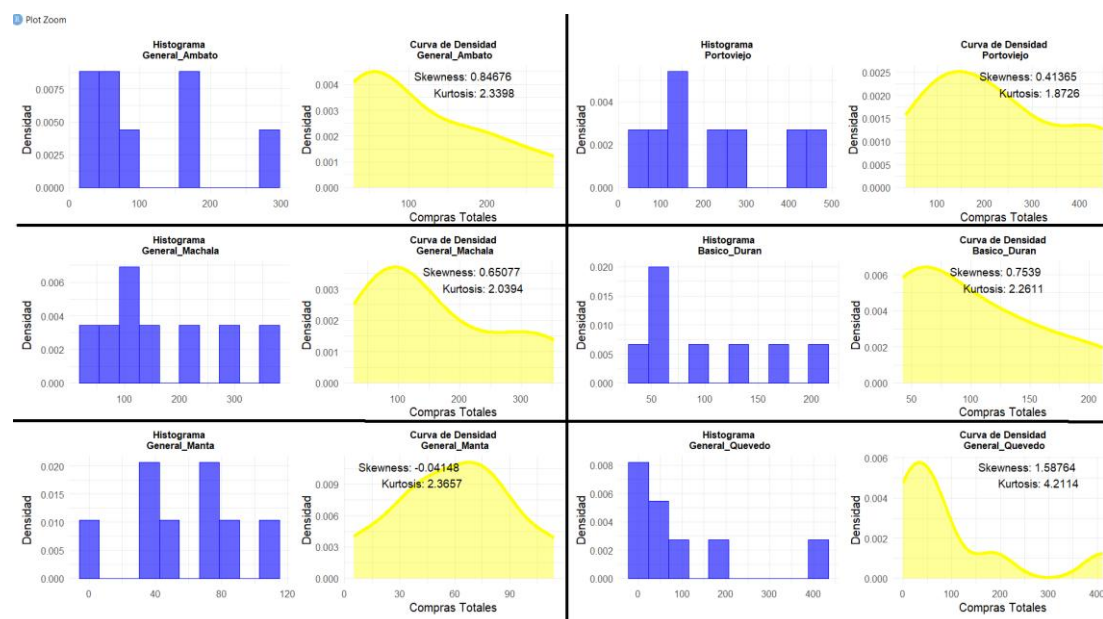 Plot Zoom
Histograma
General_Ambato
Densidad
0.0075
0.0050
0.0025
0.0000
0 100 200 300
Curva de Densidad
General_Ambato
Skewness: 0.84676
Kurtosis: 2.3398
Densidad
0.004
0.003
0.002
0.001
0.000
100 200
Compras Totales
Histograma
Portoviejo
Densidad
0.004
0.002
0.000
0 100 200 300 400 500
Curva de Densidad
Portoviejo
Skewness: 0.41365
Kurtosis: 1.8726
Densidad
0.0025
0.0020
0.0015
0.0010
0.0005
0.0000
100 200 300 400
Compras Totales
Histograma
General_Machala
Densidad
0.006
0.004
0.002
0.000
100 200 300
Curva de Densidad
General_Machala
Skewness: 0.65077
Kurtosis: 2.0394
Densidad
0.003
0.002
0.001
0.000
100 200 300
Compras Totales
Histograma
Basico_Duran
Densidad
0.020
0.015
0.010
0.005
0.000
50 100 150 200
Curva de Densidad
Basico_Duran
Skewness: 0.7539
Kurtosis: 2.2611
Densidad
0.006
0.004
0.002
0.000
50 100 150 200
Compras Totales
Histograma
General_Manta
Densidad
0.020
0.015
0.010
0.005
0.000
0 40 80 120
Curva de Densidad
General_Manta
Skewness: -0.04148
Kurtosis: 2.3657
Densidad
0.009
0.006
0.003
0.000
0 30 60 90
Compras Totales
Histograma
General_Quevedo
Densidad
0.008
0.006
0.004
0.002
0.000
0 100 200 300 400
Curva de Densidad
General_Quevedo
Skewness: 1.58764
Kurtosis: 4.2114
Densidad
0.006
0.004
0.002
0.000
0 100 200 300 400
Compras Totales